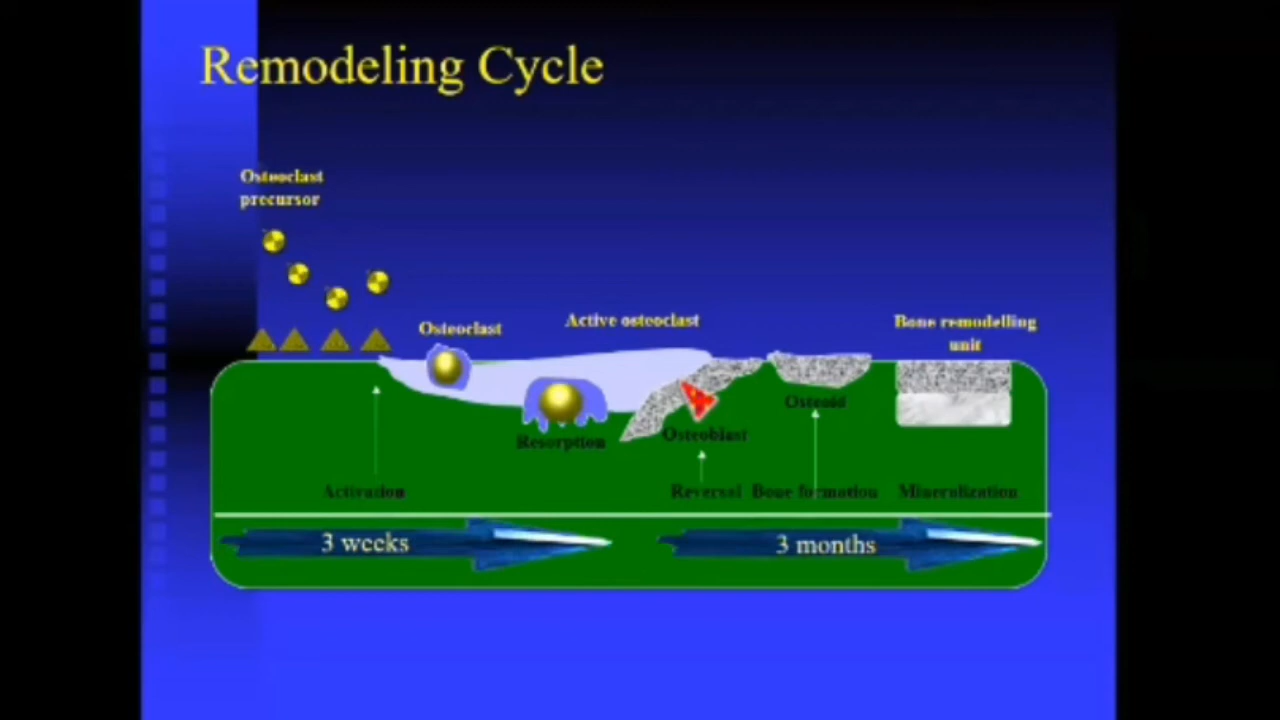 Remodeling Cycle
Osteoclast
precursor
Osteoclast
Active osteoclast
Bone remodelling
unit
Osteoid
Osteoblast
Resorption
Activation
Reversal
Bone formation
Mineralization
3 weeks
3 months